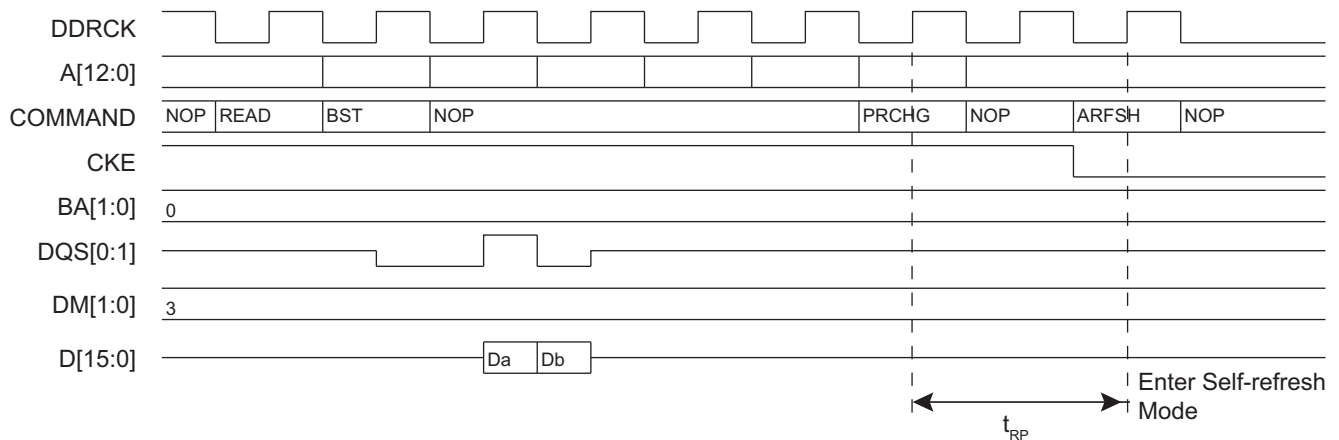 DDRCK
A[12:0]
COMMAND NOP READ BST NOP PRCHG NOP ARFSH NOP
CKE
BA[1:0] 0
DQS[0:1]
DM[1:0] 3
D[15:0] Da Db
Enter Self-refresh
Mode
tRP